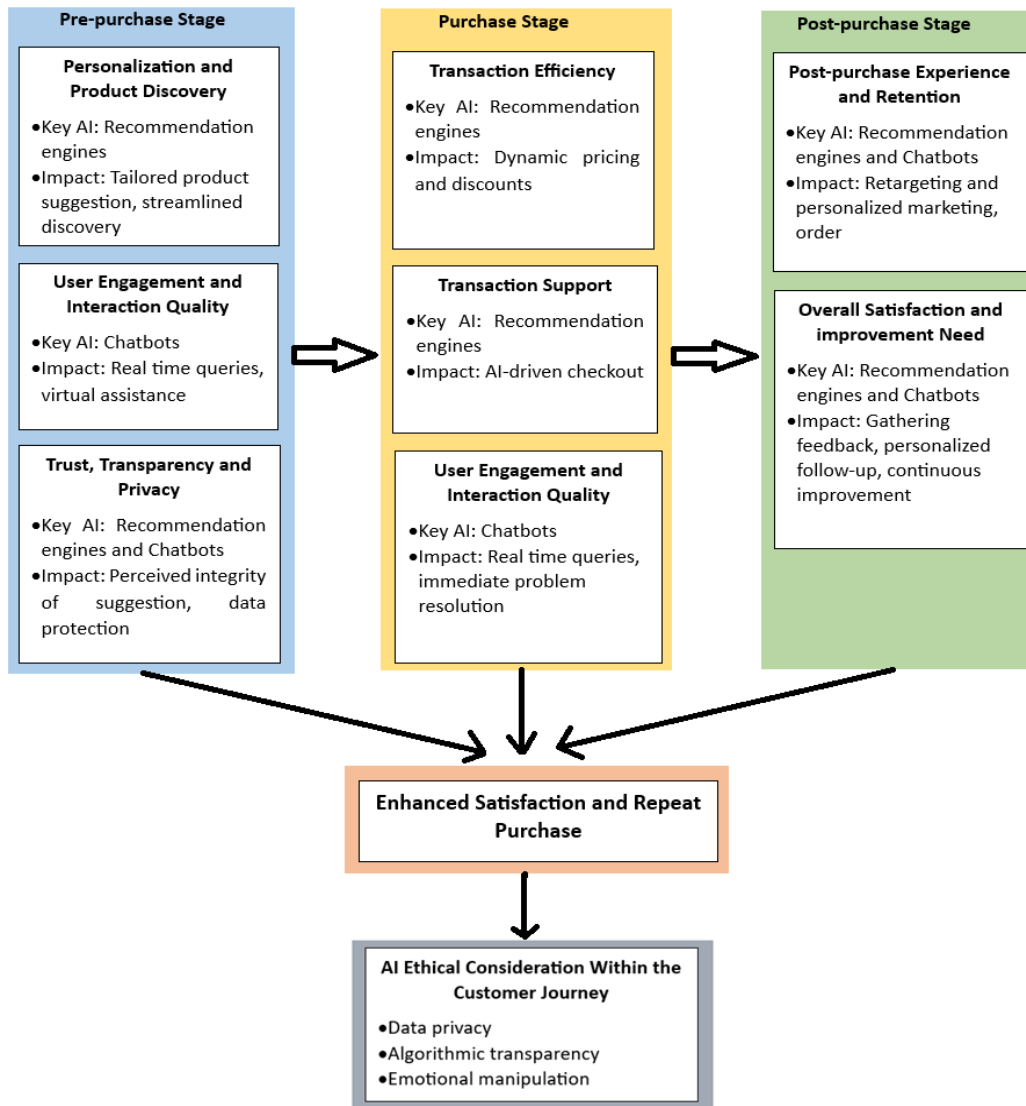 Pre-purchase Stage
Personalization and
Product Discovery
•Key AI: Recommendation
engines
•Impact: Tailored product
suggestion, streamlined
discovery
User Engagement and
Interaction Quality
•Key AI: Chatbots
•Impact: Real time queries,
virtual assistance
Trust, Transparency and
Privacy
•Key AI: Recommendation
engines and Chatbots
•Impact: Perceived integrity
of suggestion, data
protection
Purchase Stage
Transaction Efficiency
•Key AI: Recommendation
engines
•Impact: Dynamic pricing
and discounts
Transaction Support
•Key AI: Recommendation
engines
•Impact: AI-driven checkout
User Engagement and
Interaction Quality
•Key AI: Chatbots
•Impact: Real time queries,
immediate problem
resolution
Post-purchase Stage
Post-purchase Experience
and Retention
•Key AI: Recommendation
engines and Chatbots
•Impact: Retargeting and
personalized marketing,
order
Overall Satisfaction and
improvement Need
•Key AI: Recommendation
engines and Chatbots
•Impact: Gathering
feedback, personalized
follow-up, continuous
improvement
Enhanced Satisfaction and Repeat
Purchase
AI Ethical Consideration Within the
Customer Journey
•Data privacy
•Algorithmic transparency
•Emotional manipulation